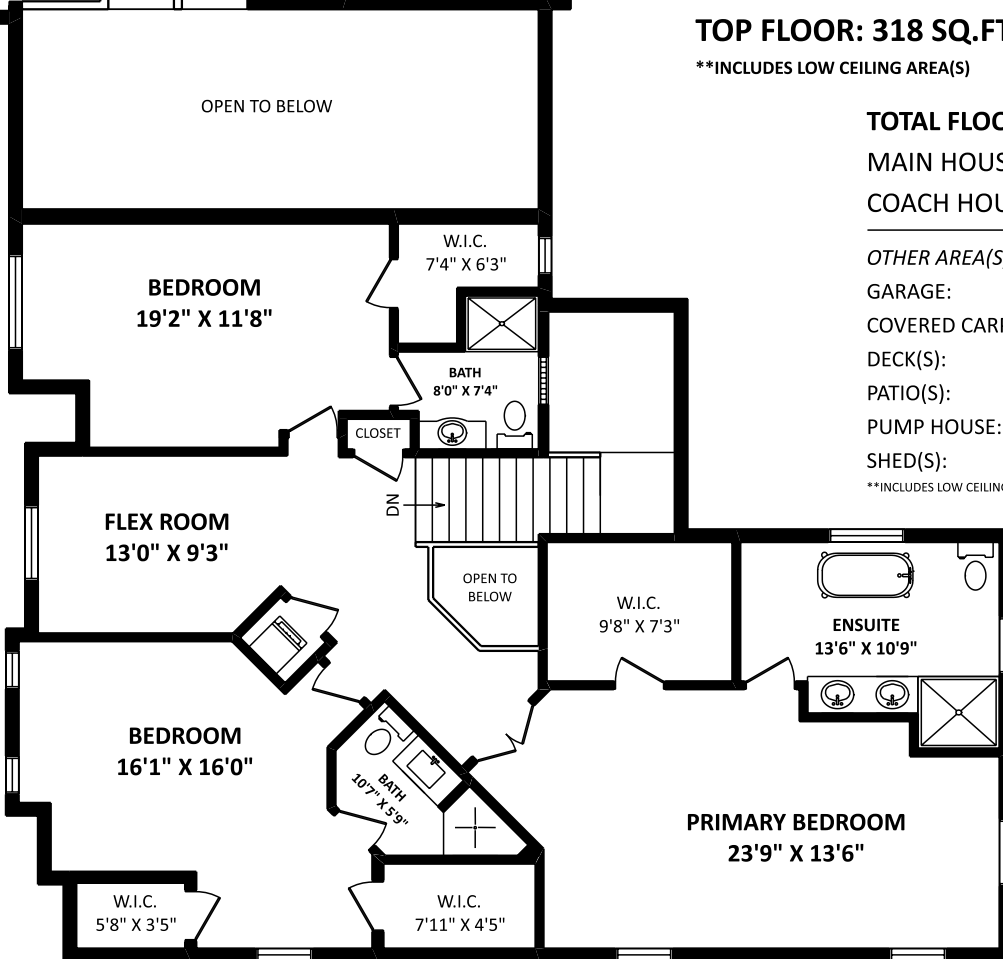 TOP FLOOR: 318 SQ.FT
**INCLUDES LOW CEILING AREA(S)
TOTAL FLOO
MAIN HOUS
COACH HOU
OTHER AREA(S)
GARAGE:
COVERED CAR
DECK(S):
PATIO(S):
PUMP HOUSE:
SHED(S):
**INCLUDES LOW CEILING
OPEN TO BELOW
W.I.C.
7'4" X 6'3"
BEDROOM
19'2" X 11'8"
BATH
8'0" X 7'4"
CLOSET
DN
FLEX ROOM
13'0" X 9'3"
OPEN TO
BELOW
W.I.C.
9'8" X 7'3"
ENSUITE
13'6" X 10'9"
BEDROOM
16'1" X 16'0"
BATH
10'7" X 5'9"
PRIMARY BEDROOM
23'9" X 13'6"
W.I.C.
5'8" X 3'5"
W.I.C.
7'11" X 4'5"